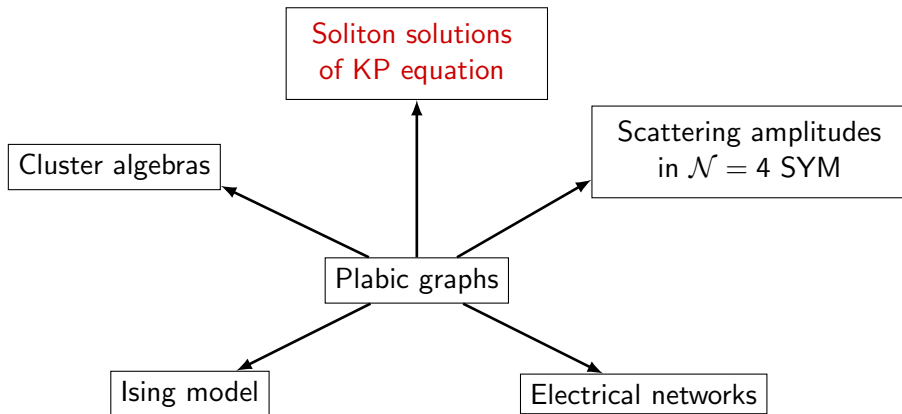 Soliton solutions
of KP equation
Scattering amplitudes
in 𝒩 = 4 SYM
Cluster algebras
Plabic graphs
Ising model
Electrical networks